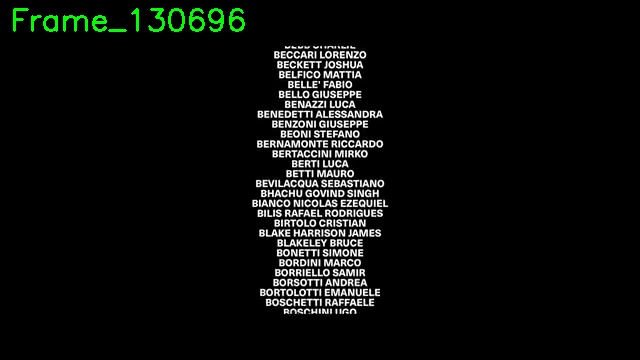 Frame_130696
BECCARI LORENZO
BECKETT JOSHUA
BELFICO MATTIA
BELLE' FABIO
BELLO GIUSEPPE
BENAZZI LUCA
BENEDETTI ALESSANDRA
BENZONI GIUSEPPE
BEONI STEFANO
BERNAMONTE RICCARDO
BERTACCINI MIRKO
BERTI LUCA
BETTI MAURO
BEVILACQUA SEBASTIANO
BHACHU GOVIND SINGH
BIANCO NICOLAS EZEQUIEL
BILIS RAFAEL RODRIGUES
BIRTOLO CRISTIAN
BLAKE HARRISON JAMES
BLAKELEY BRUCE
BONETTI SIMONE
BORDINI MARCO
BORRIELLO SAMIR
BORSOTTI ANDREA
BORTOLOTTI EMANUELE
BOSCHETTI RAFFAELE
BOSCHINI UGO